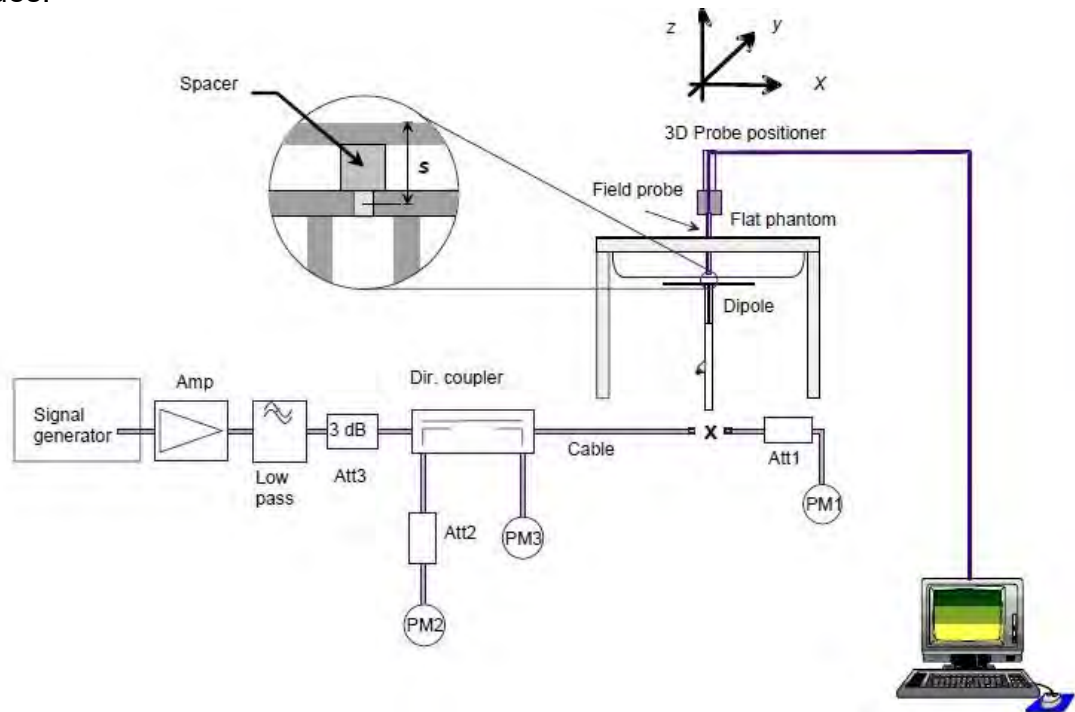 z
y
X
Spacer
s
3D Probe positioner
Field probe
Flat phantom
Dipole
Signal
generator
Amp
Low
pass
3 dB
Att3
Dir. coupler
Cable
x
Att1
PM1
Att2
PM3
PM2